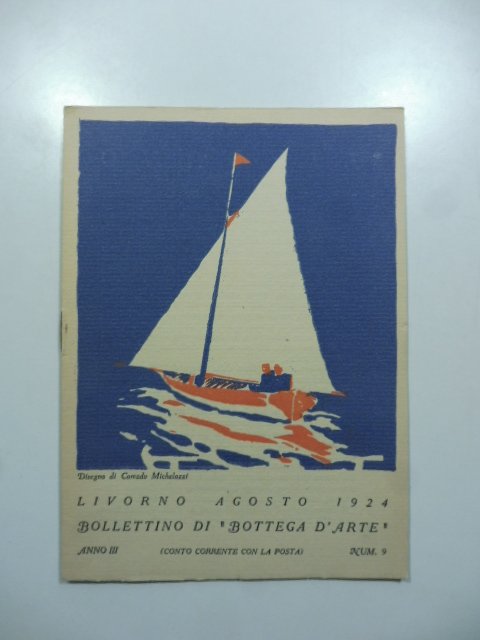 Disegno di Corrado Michelozzi
LIVORNO AGOSTO 1924
BOLLETTINO DI "BOTTEGA D'ARTE"
ANNO III (CONTO CORRENTE CON LA POSTA) NUM. 9